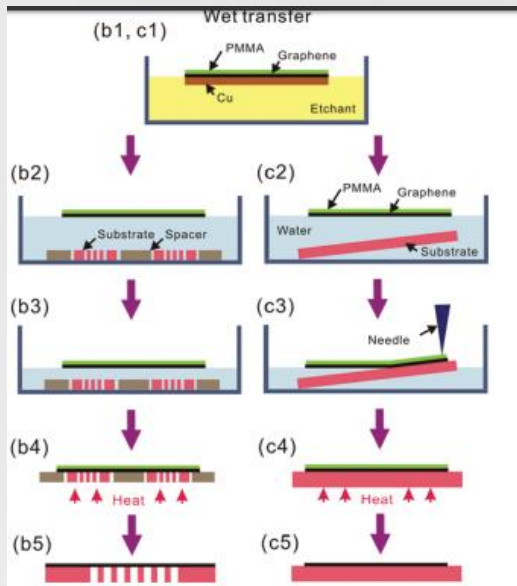 Wet transfer
(b1, c1)
PMMA
Graphene
Cu
Etchant
(b2)
Substrate
Spacer
(c2)
PMMA
Graphene
Water
Substrate
(b3)
(c3)
Needle
(b4)
Heat
(c4)
Heat
(b5)
(c5)